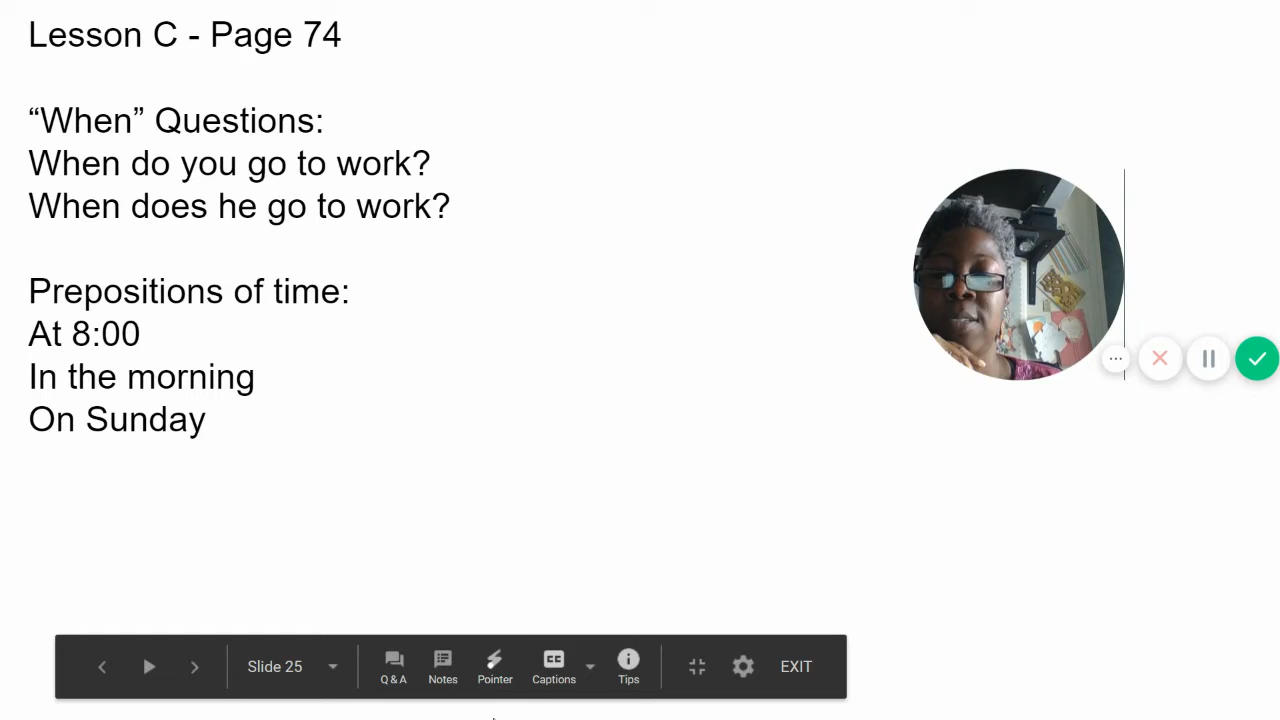 Lesson C - Page 74
“When” Questions:
When do you go to work?
When does he go to work?
Prepositions of time:
At 8:00
In the morning
On Sunday
Slide 25
Q & A
Notes
Pointer
CC
Captions
Tips
EXIT